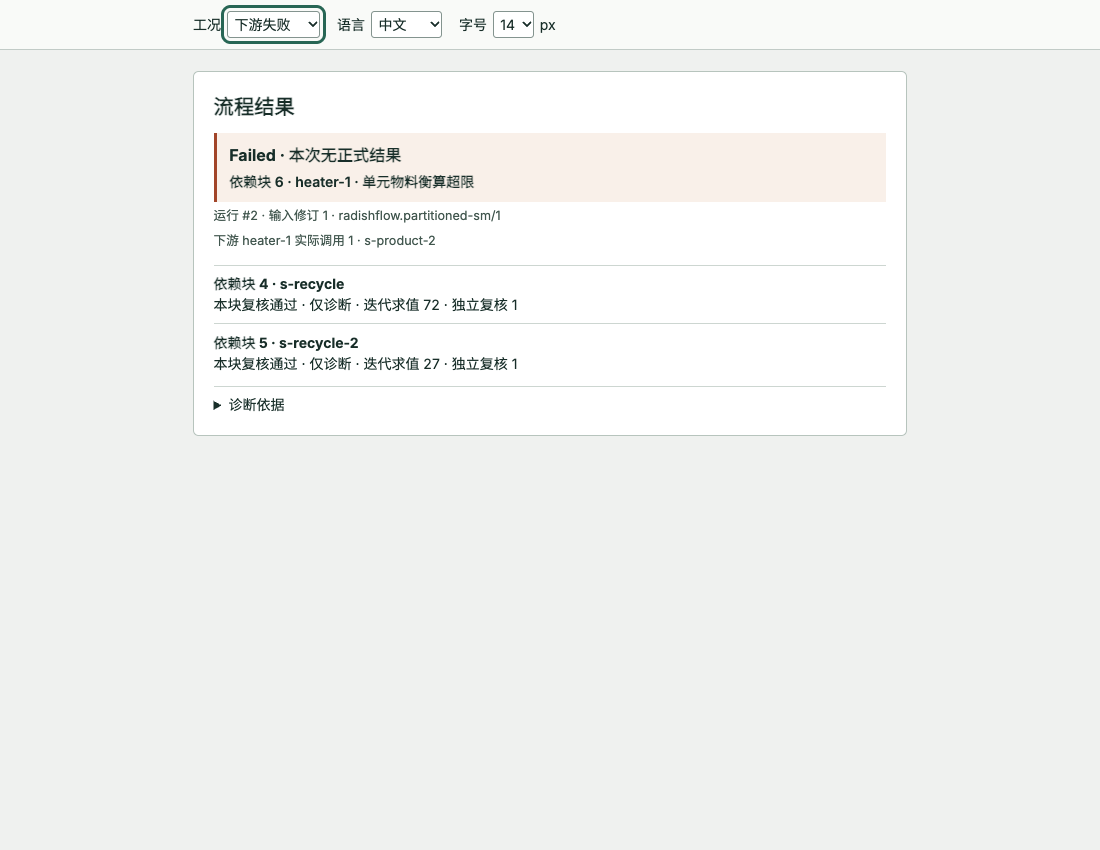 工况 下游失败 语言 中文 字号 14 px
流程结果
Failed · 本次无正式结果
依赖块 6 · heater-1 · 单元物料衡算超限
运行 #2 · 输入修订 1 · radishflow.partitioned-sm/1
下游 heater-1 实际调用 1 · s-product-2
依赖块 4 · s-recycle
本块复核通过 · 仅诊断 · 迭代求值 72 · 独立复核 1
依赖块 5 · s-recycle-2
本块复核通过 · 仅诊断 · 迭代求值 27 · 独立复核 1
诊断依据